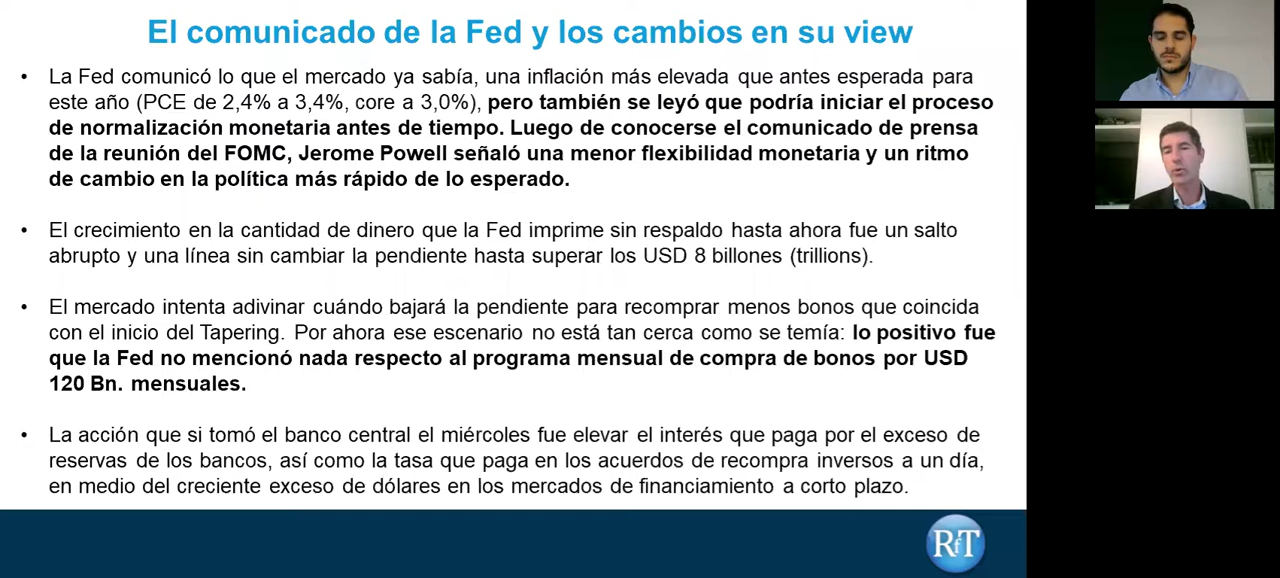 El comunicado de la Fed y los cambios en su view
• La Fed comunicó lo que el mercado ya sabía, una inflación más elevada que antes esperada para
este año (PCE de 2,4% a 3,4%, core a 3,0%), pero también se leyó que podría iniciar el proceso
de normalización monetaria antes de tiempo. Luego de conocerse el comunicado de prensa
de la reunión del FOMC, Jerome Powell señaló una menor flexibilidad monetaria y un ritmo
de cambio en la política más rápido de lo esperado.
• El crecimiento en la cantidad de dinero que la Fed imprime sin respaldo hasta ahora fue un salto
abrupto y una línea sin cambiar la pendiente hasta superar los USD 8 billones (trillions).
• El mercado intenta adivinar cuándo bajará la pendiente para recomprar menos bonos que coincida
con el inicio del Tapering. Por ahora ese escenario no está tan cerca como se temía: lo positivo fue
que la Fed no mencionó nada respecto al programa mensual de compra de bonos por USD
120 Bn. mensuales.
• La acción que si tomó el banco central el miércoles fue elevar el interés que paga por el exceso de
reservas de los bancos, así como la tasa que paga en los acuerdos de recompra inversos a un día,
en medio del creciente exceso de dólares en los mercados de financiamiento a corto plazo.
RfT